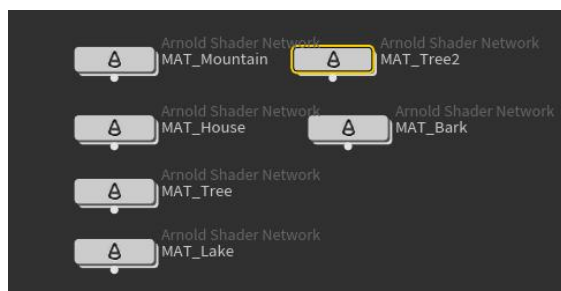 Arnold Shader Network
MAT_Mountain
Arnold Shader Network
MAT_Tree2
Arnold Shader Network
MAT_House
Arnold Shader Network
MAT_Bark
Arnold Shader Network
MAT_Tree
Arnold Shader Network
MAT_Lake